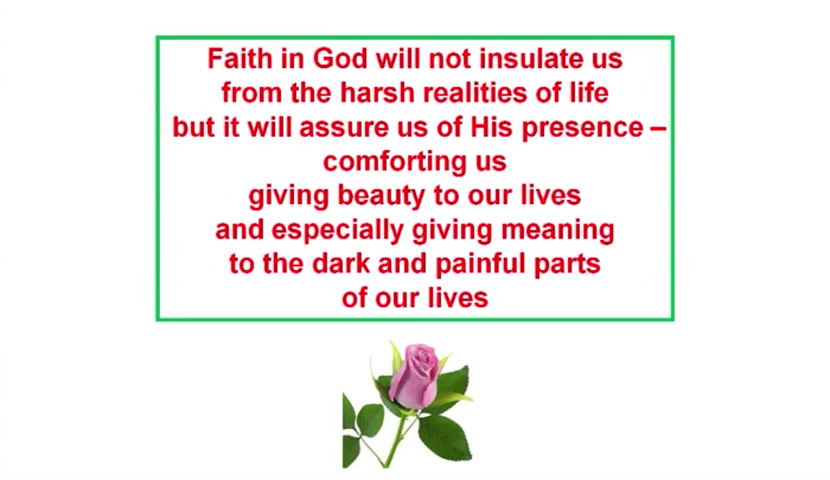 Faith in God will not insulate us
from the harsh realities of life
but it will assure us of His presence –
comforting us
giving beauty to our lives
and especially giving meaning
to the dark and painful parts
of our lives